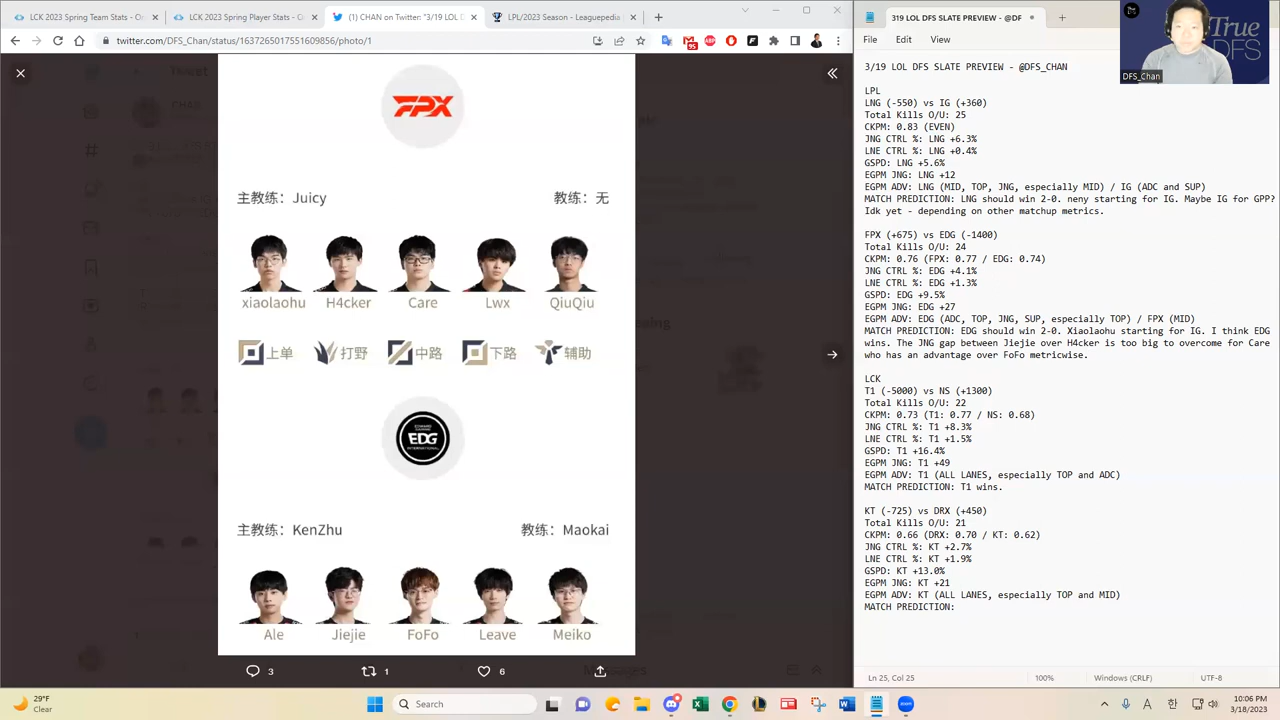 LCK 2023 Spring Team Stats - O
LCK 2023 Spring Player Stats - O
CHAN on Twitter: "3/19 LOL D
LPL/2023 Season - Leaguepedia
twitter.com/DFS_Chan/status/1637265017551609856/photo/1
95
FPX
主教练：Juicy
教练：无
xiaolaohu
H4cker
Care
Lwx
QiuQiu
上单
打野
中路
下路
辅助
EDG
主教练：KenZhu
教练：Maokai
Ale
Jiejie
FoFo
Leave
Meiko
3
1
6
319 LOL DFS SLATE PREVIEW - @DF
File
Edit
View
True
DFS
DFS_Chan
3/19 LOL DFS SLATE PREVIEW - @DFS_CHAN
LPL
LNG (-550) vs IG (+360)
Total Kills O/U: 25
CKPM: 0.83 (EVEN)
JNG CTRL %: LNG +6.3%
LNE CTRL %: LNG +0.4%
GSPD: LNG +5.6%
EGPM JNG: LNG +12
EGPM ADV: LNG (MID, TOP, JNG, especially MID) / IG (ADC and SUP)
MATCH PREDICTION: LNG should win 2-0. neny starting for IG. Maybe IG for GPP?
Idk yet - depending on other matchup metrics.
FPX (+675) vs EDG (-1400)
Total Kills O/U: 24
CKPM: 0.76 (FPX: 0.77 / EDG: 0.74)
JNG CTRL %: EDG +4.1%
LNE CTRL %: EDG +1.3%
GSPD: EDG +9.5%
EGPM JNG: EDG +27
EGPM ADV: EDG (ADC, TOP, JNG, SUP, especially TOP) / FPX (MID)
MATCH PREDICTION: EDG should win 2-0. Xiaolaohu starting for IG. I think EDG
wins. The JNG gap between Jiejie over H4cker is too big to overcome for Care
who has an advantage over FoFo metricwise.
LCK
T1 (-5000) vs NS (+1300)
Total Kills O/U: 22
CKPM: 0.73 (T1: 0.77 / NS: 0.68)
JNG CTRL %: T1 +8.3%
LNE CTRL %: T1 +1.5%
GSPD: T1 +16.4%
EGPM JNG: T1 +49
EGPM ADV: T1 (ALL LANES, especially TOP and ADC)
MATCH PREDICTION: T1 wins.
KT (-725) vs DRX (+450)
Total Kills O/U: 21
CKPM: 0.66 (DRX: 0.70 / KT: 0.62)
JNG CTRL %: KT +2.7%
LNE CTRL %: KT +1.9%
GSPD: KT +13.0%
EGPM JNG: KT +21
EGPM ADV: KT (ALL LANES, especially TOP and MID)
MATCH PREDICTION:
Ln 25, Col 25
100%
Windows (CRLF)
UTF-8
29°F
Clear
Search
10:06 PM
3/18/2023